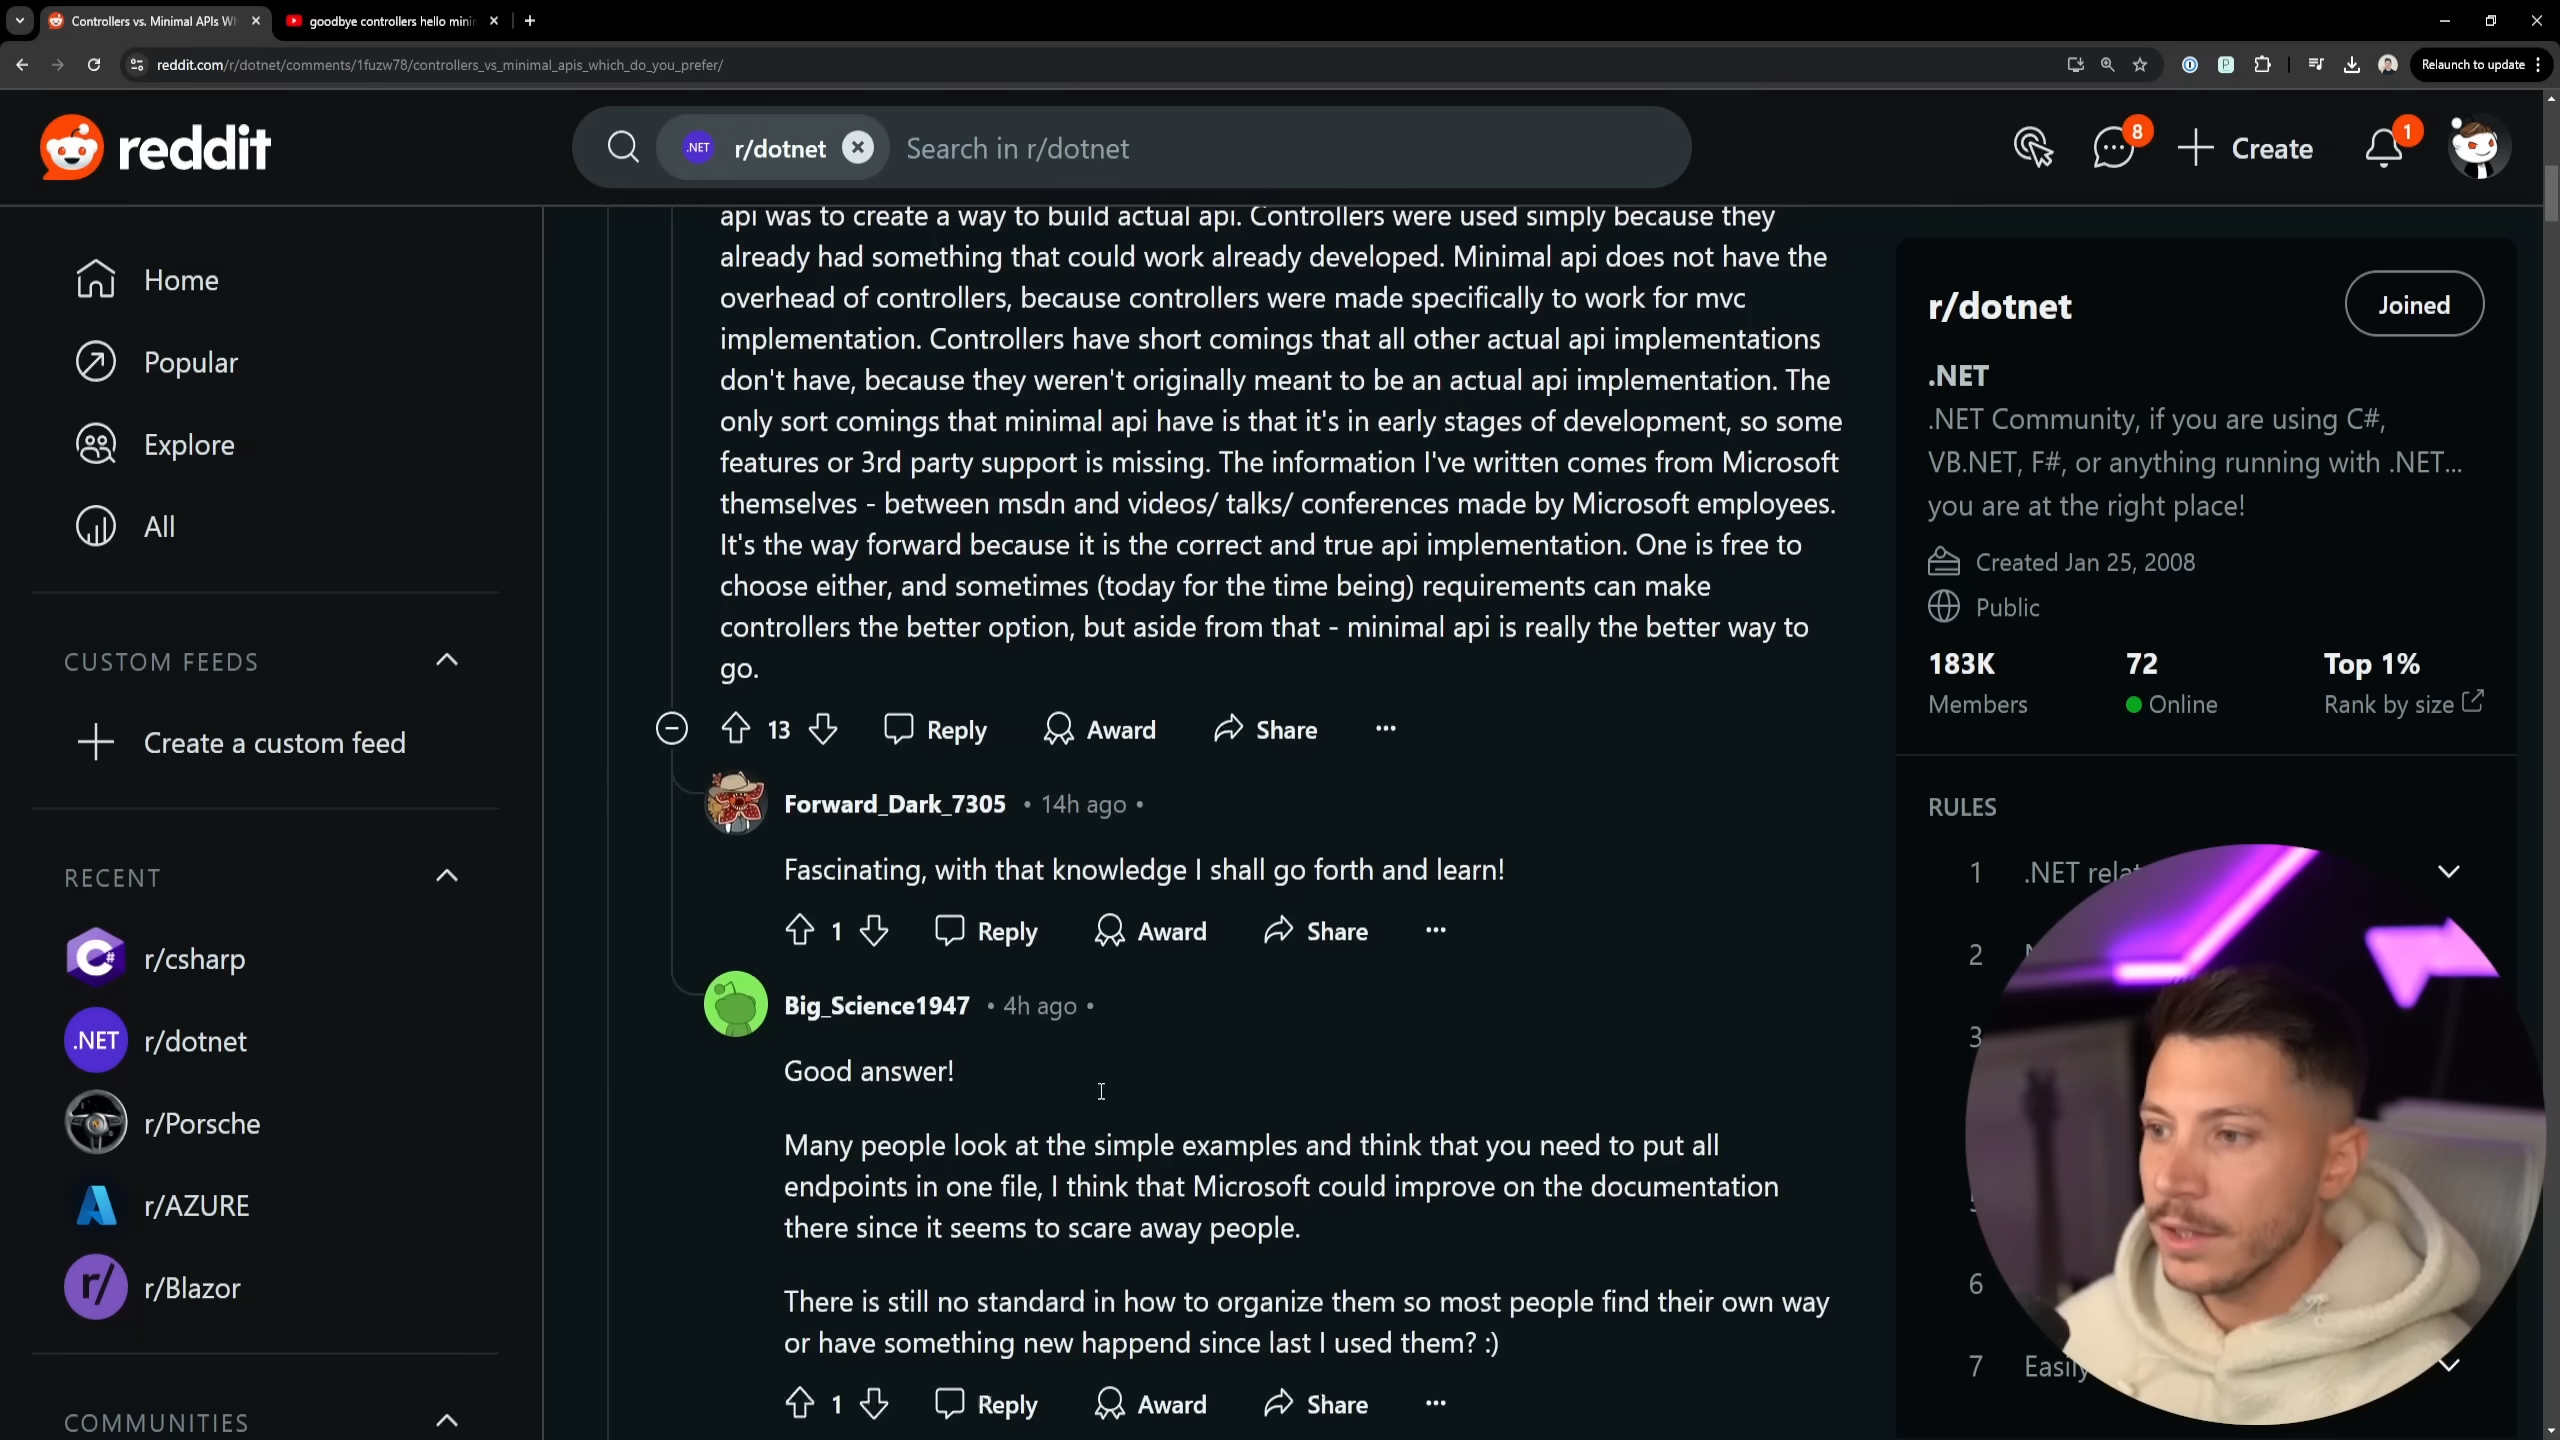 Controllers vs. Minimal APIs Wh
goodbye controllers hello mini
reddit.com/r/dotnet/comments/1fuzw78/controllers_vs_minimal_apis_which_do_you_prefer/
Relaunch to update
reddit
.NET
r/dotnet
Search in r/dotnet
8
Create
1
Home
Popular
Explore
All
CUSTOM FEEDS
Create a custom feed
RECENT
r/csharp
.NET
r/dotnet
r/Porsche
r/AZURE
r/
r/Blazor
COMMUNITIES
api was to create a way to build actual api. Controllers were used simply because they
already had something that could work already developed. Minimal api does not have the
overhead of controllers, because controllers were made specifically to work for mvc
implementation. Controllers have short comings that all other actual api implementations
don't have, because they weren't originally meant to be an actual api implementation. The
only sort comings that minimal api have is that it's in early stages of development, so some
features or 3rd party support is missing. The information I've written comes from Microsoft
themselves - between msdn and videos/ talks/ conferences made by Microsoft employees.
It's the way forward because it is the correct and true api implementation. One is free to
choose either, and sometimes (today for the time being) requirements can make
controllers the better option, but aside from that - minimal api is really the better way to
go.
13
Reply
Award
Share
Forward_Dark_7305 • 14h ago •
Fascinating, with that knowledge I shall go forth and learn!
1
Reply
Award
Share
Big_Science1947 • 4h ago •
Good answer!
Many people look at the simple examples and think that you need to put all
endpoints in one file, I think that Microsoft could improve on the documentation
there since it seems to scare away people.
There is still no standard in how to organize them so most people find their own way
or have something new happend since last I used them? :)
1
Reply
Award
Share
r/dotnet
Joined
.NET
.NET Community, if you are using C#,
VB.NET, F#, or anything running with .NET...
you are at the right place!
Created Jan 25, 2008
Public
183K
Members
72
Online
Top 1%
Rank by size
RULES
1
.NET rela
2
3
6
7
Easily